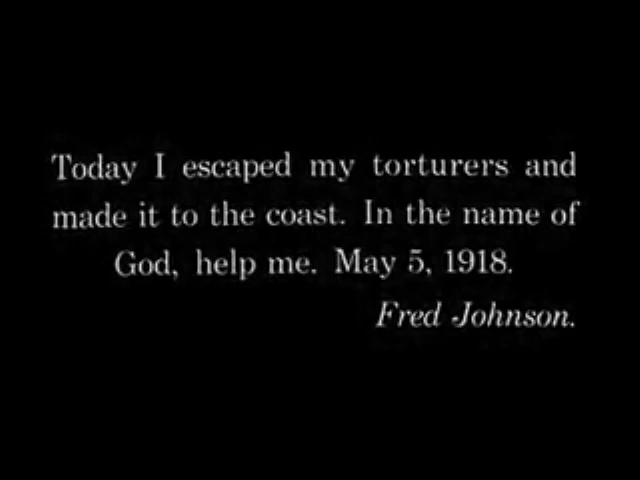 Today I escaped my torturers and
made it to the coast. In the name of
God, help me. May 5, 1918.
Fred Johnson.